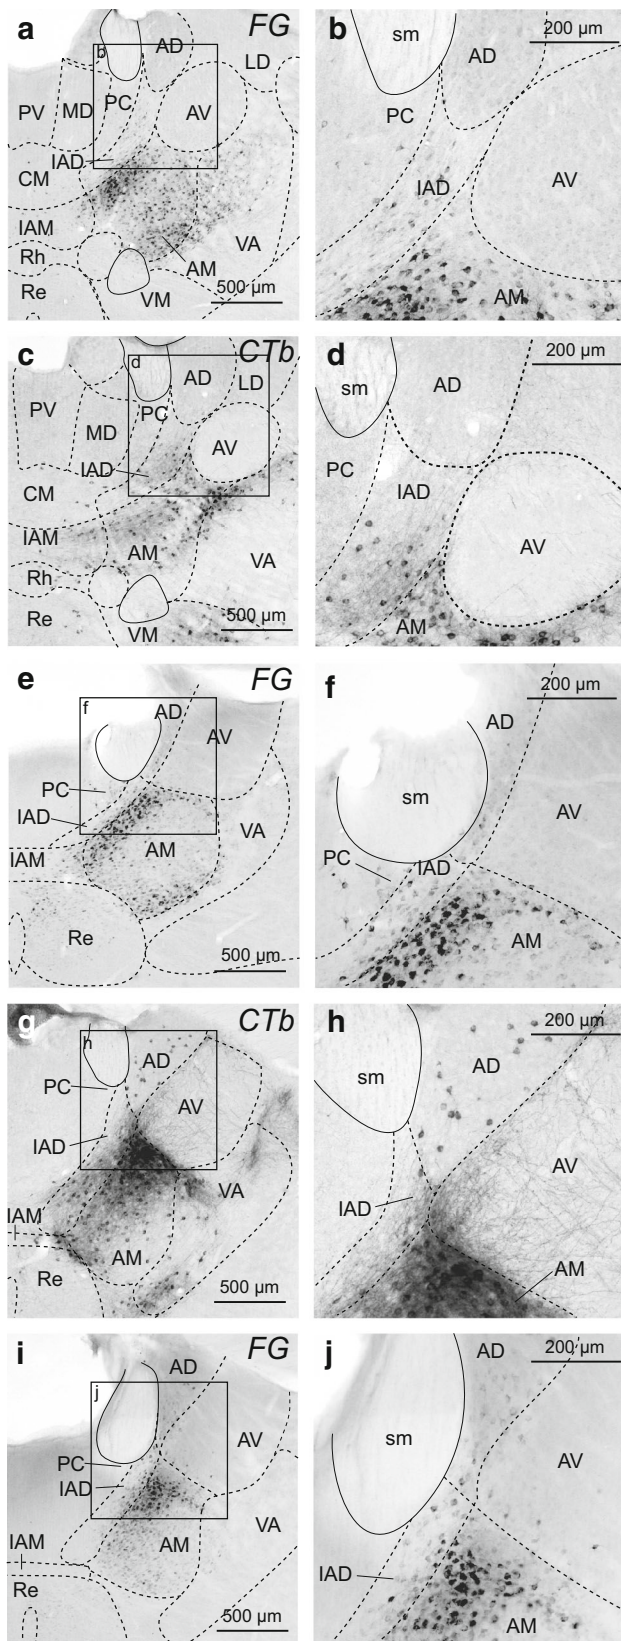 a FG
b AD
LD
PV MD PC AV
IAD
CM
IAM
VA
Rh
AM
Re VM 500 µm
b 200 µm
sm
AD
PC
IAD AV
AM
c CTb
d AD LD
PV PC
MD AV
IAD
CM
IAM AM
VA
Rh
Re
VM 500 µm
d 200 µm
sm AD
PC IAD
AV
AM
e FG
f AD
AV
PC
IAD
VA
IAM AM
Re
500 µm
f 200 µm
AD
sm
AV
PC IAD
AM
g CTb
h AD
PC
AV
IAD
VA
IAM
AM
Re
500 µm
h 200 µm
AD
sm
AV
IAD
AM
i FG
AD
j
AV
PC
IAD
VA
IAM AM
Re
500 µm
j AD 200 µm
sm
AV
IAD
AM